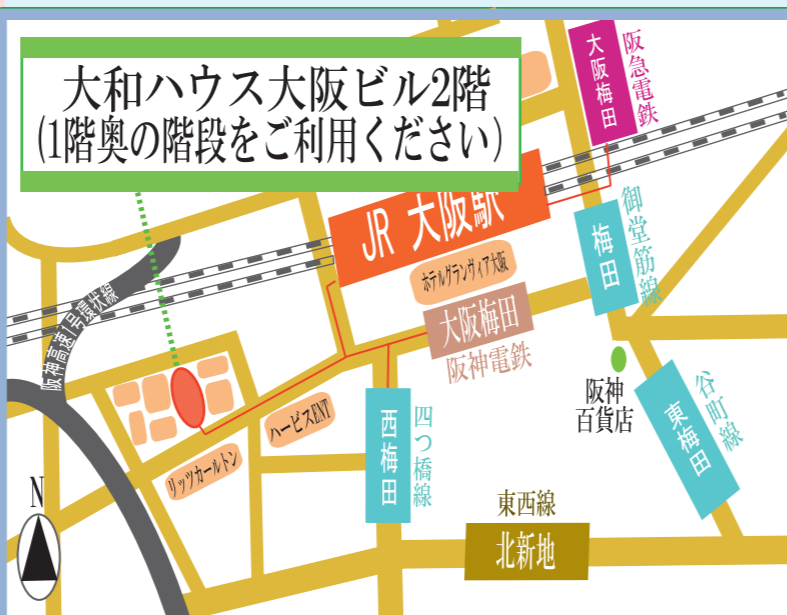 大和ハウス大阪ビル2階
(1階奥の階段をご利用ください)
大阪梅田
阪急電鉄
JR 大阪駅
御堂筋線
梅田
ホテルグランヴィア大阪
大阪梅田
阪神電鉄
阪神高速1号環状線
阪神
百貨店
谷町線
東梅田
ハービスENT
リッツカールトン
西梅田
四つ橋線
東西線
北新地
N